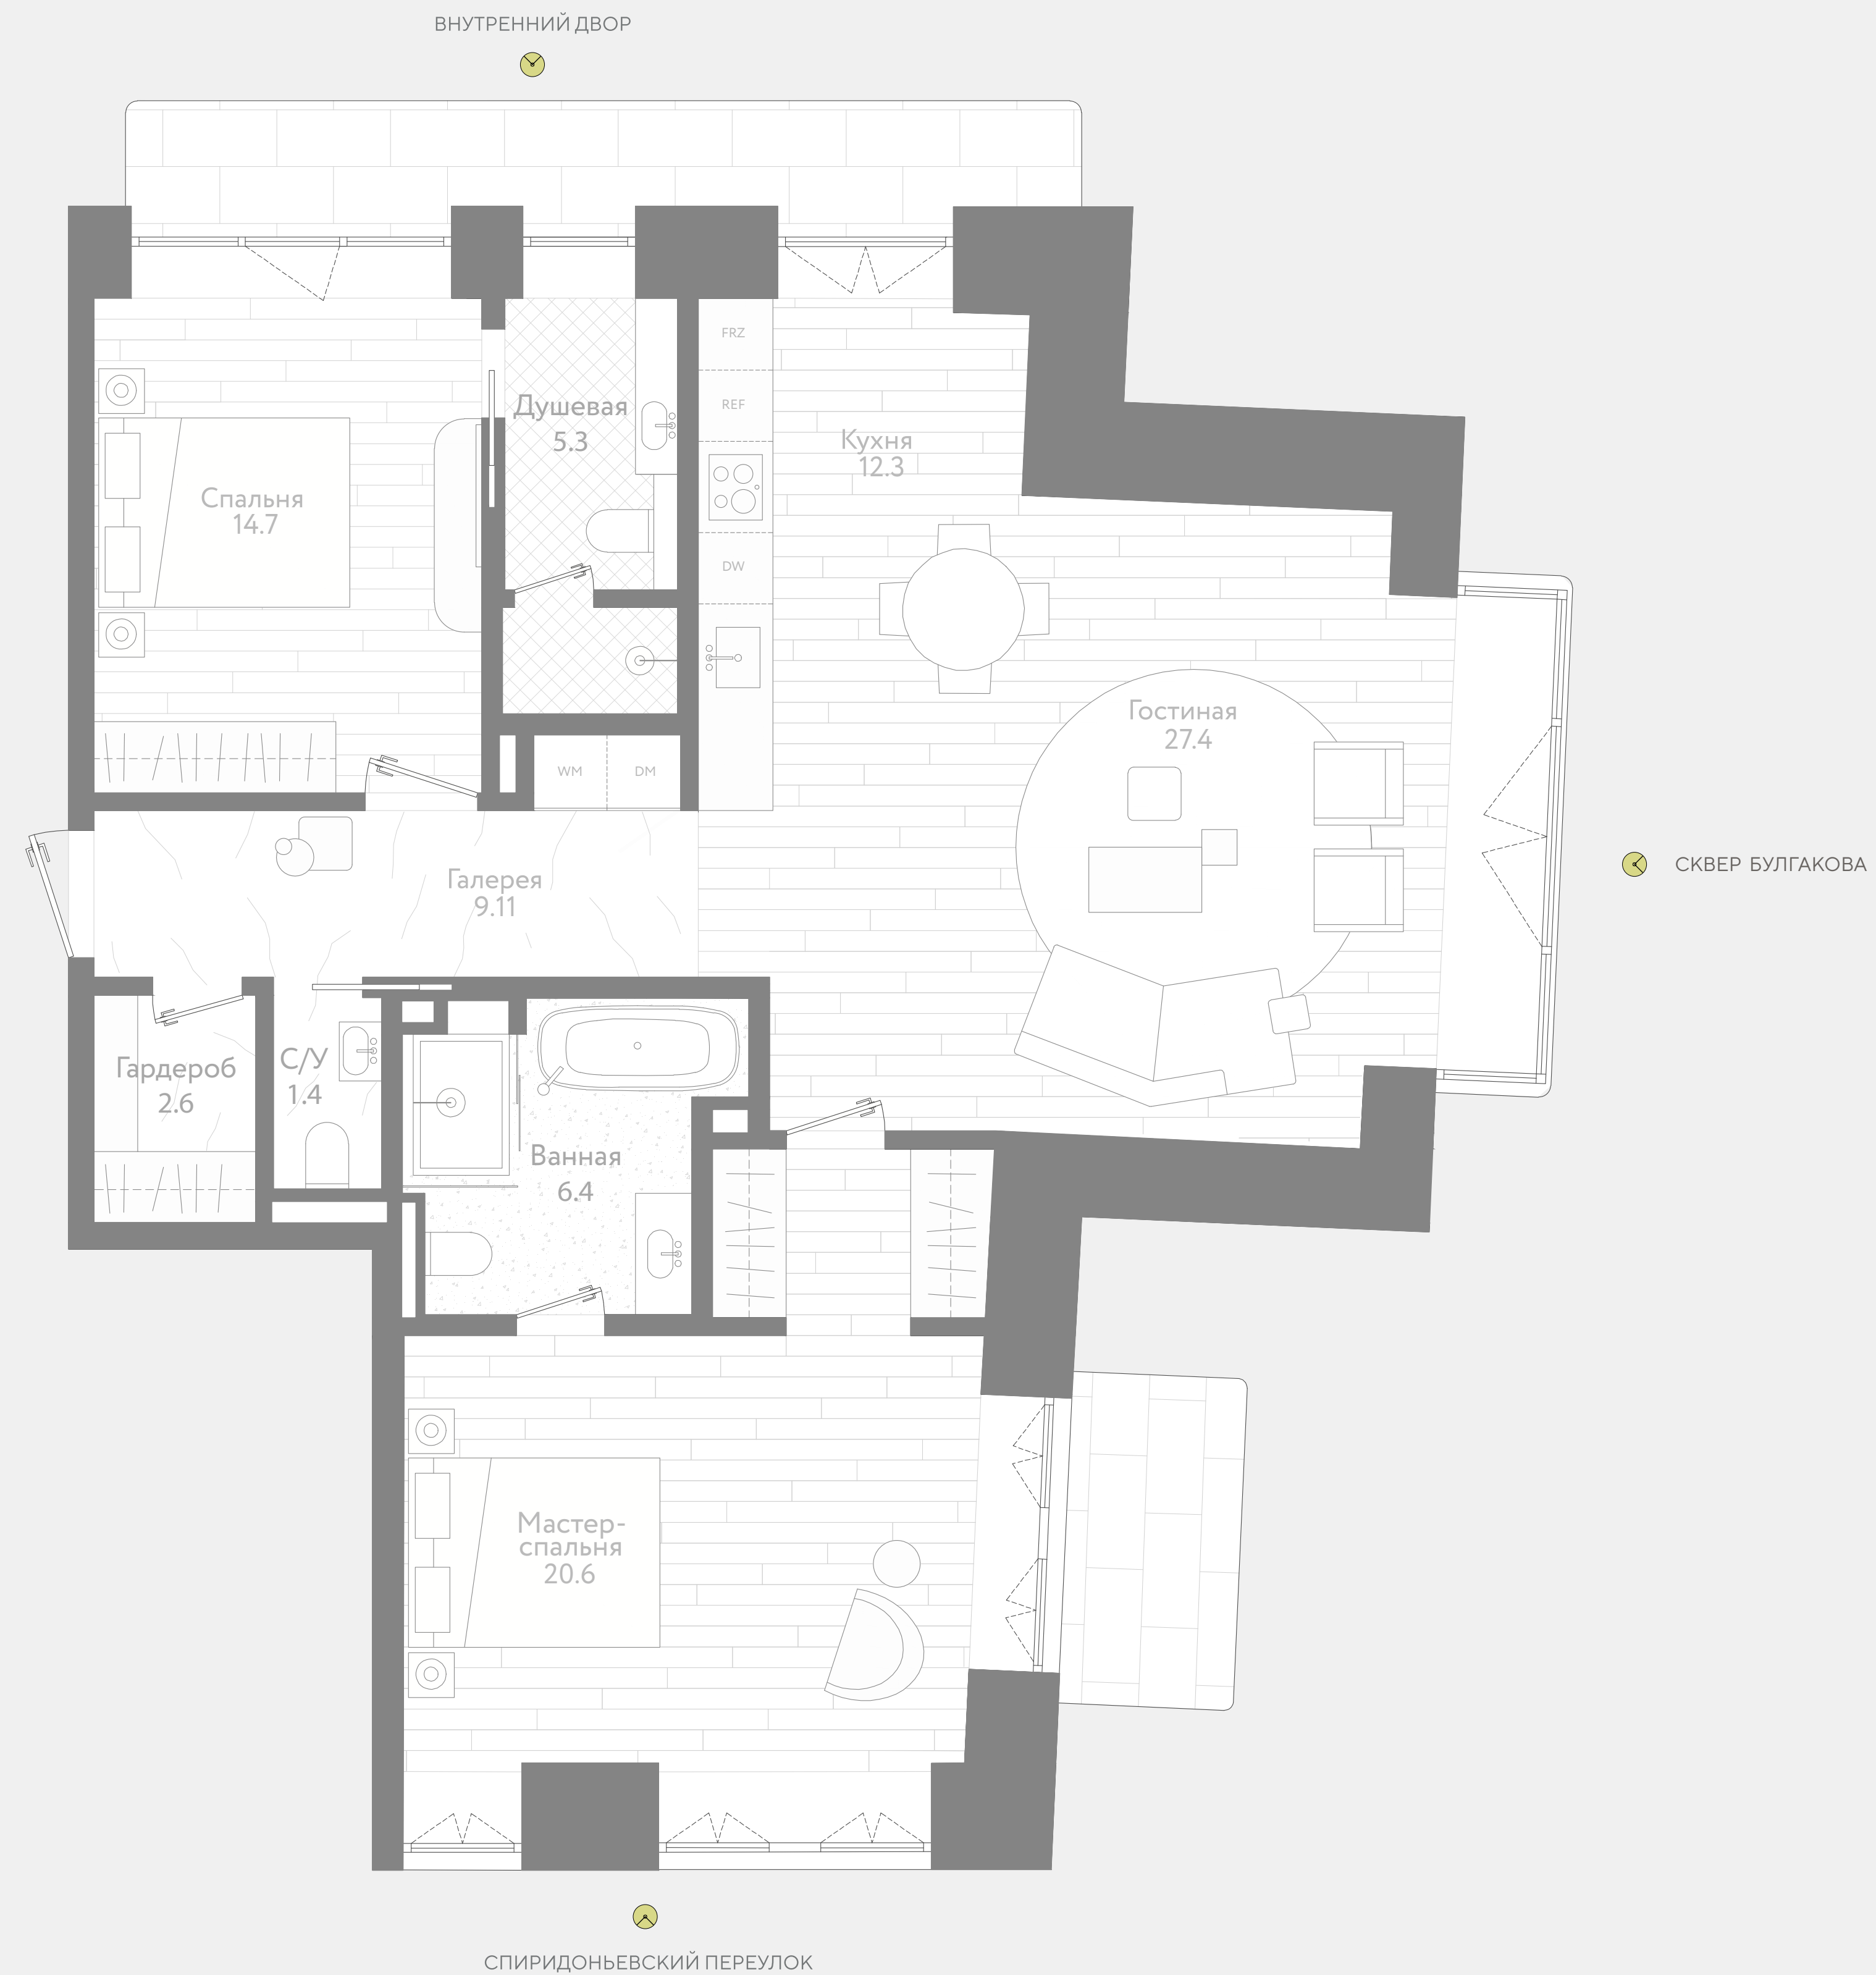 ВНУТРЕННИЙ ДВОР
FRZ
REF
Душевая
5.3
Кухня
12.3
Спальня
14.7
DW
Гостиная
27.4
WM
DM
СКВЕР БУЛГАКОВА
Галерея
9.11
Гардероб
2.6
С/У
1.4
Ванная
6.4
Мастер-
спальня
20.6
СПИРИДОНЬЕВСКИЙ ПЕРЕУЛОК